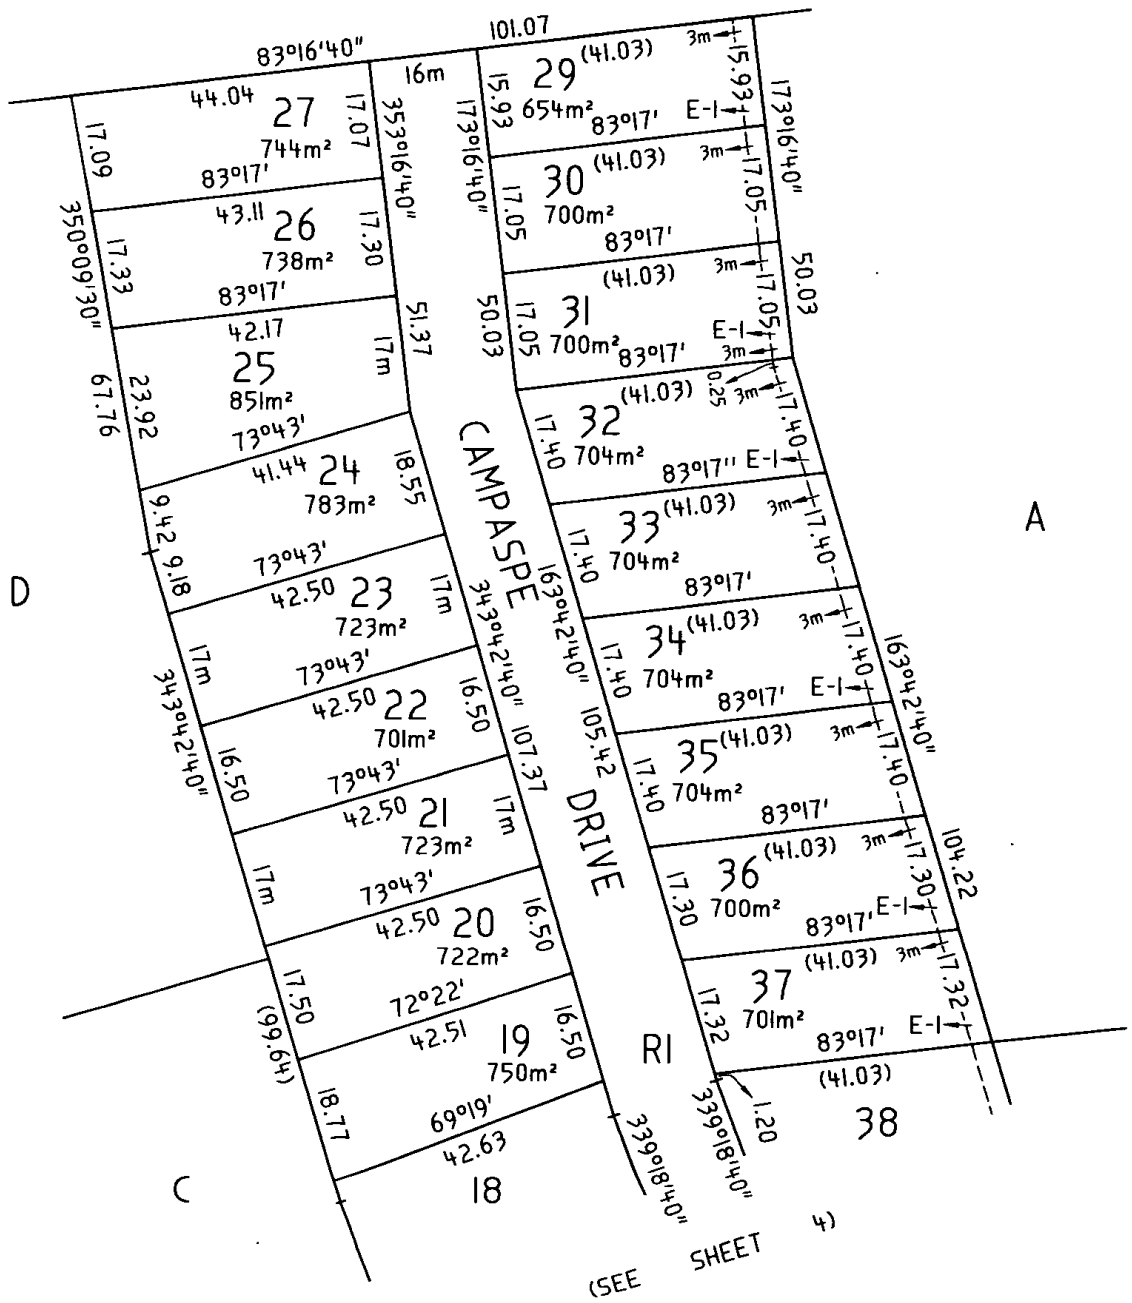 101.07
83°16'40"
16m
44.04
27
744m²
17.09
17.07
83°17'
353°16'40"
173°16'40"
15.93
29
(41.03)
654m²
83°17'
3m
15.93
E-1
173°16'40"
350°09'30"
43.11
26
738m²
17.33
17.30
83°17'
30
(41.03)
700m²
17.05
83°17'
3m
17.05
42.17
25
851m²
17m
51.37
23.92
67.76
73°43'
50.03
31
(41.03)
700m²
17.05
83°17'
3m
17.05
E-1
3m
50.03
0.25
41.44
24
783m²
18.55
9.42
9.18
73°43'
CAMPASPE
32
(41.03)
704m²
17.40
83°17"
3m
17.40
E-1
D
A
42.50
23
723m²
17m
17m
73°43'
343°42'40"
343°42'40"
163°42'40"
33
(41.03)
704m²
17.40
83°17'
3m
17.40
42.50
22
701m²
16.50
16.50
73°43'
107.37
105.42
34
(41.03)
704m²
17.40
83°17'
3m
17.40
E-1
163°42'40"
42.50
21
723m²
17m
17m
73°43'
DRIVE
35
(41.03)
704m²
17.40
83°17'
3m
17.40
42.50
20
722m²
16.50
17.50
72°22'
(99.64)
36
(41.03)
700m²
17.30
83°17'
3m
17.30
E-1
104.22
42.51
19
750m²
16.50
18.77
69°19'
42.63
18
R1
37
(41.03)
701m²
17.32
83°17'
3m
17.32
E-1
(41.03)
38
1.20
339°18'40"
339°18'40"
C
(SEE SHEET 4)